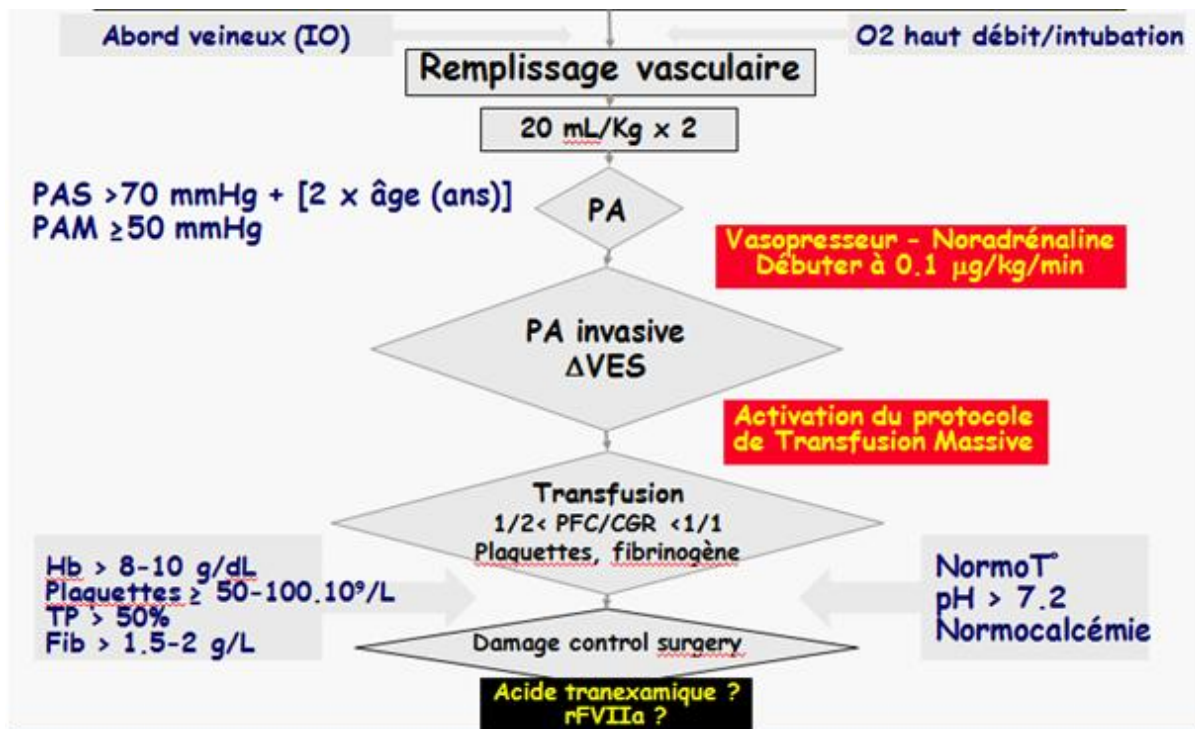 Abord veineux (IO)
O2 haut débit/intubation
Remplissage vasculaire
20 mL/Kg x 2
PAS >70 mmHg + [2 x âge (ans)]
PAM ≥50 mmHg
PA
Vasopresseur - Noradrénaline
Débuter à 0.1 µg/kg/min
PA invasive
ΔVES
Activation du protocole
de Transfusion Massive
Transfusion
1/2< PFC/CGR <1/1
Plaquettes, fibrinogène
Hb > 8-10 g/dL
Plaquettes ≥ 50-100.10⁹/L
TP > 50%
Fib > 1.5-2 g/L
NormoT°
pH > 7.2
Normocalcémie
Damage control surgery
Acide tranexamique ?
rFVIIa ?